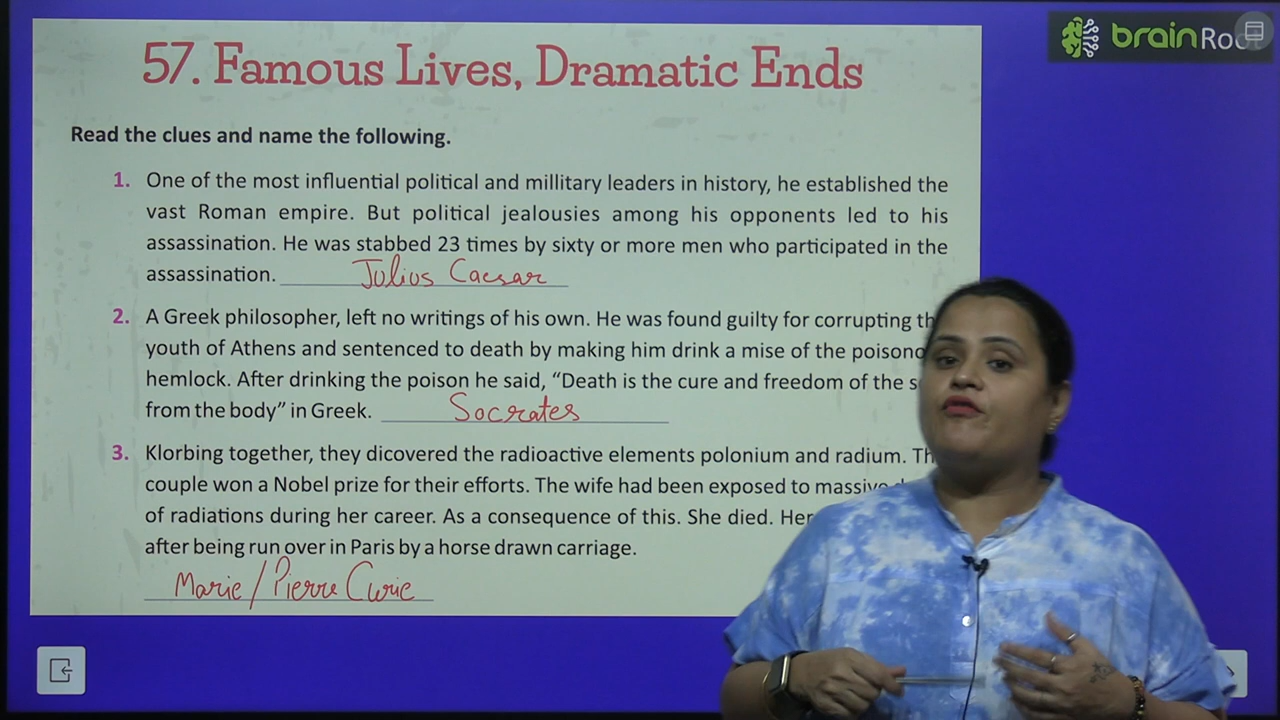 57. Famous Lives, Dramatic Ends
brainRoot
Read the clues and name the following.
1. One of the most influential political and millitary leaders in history, he established the
vast Roman empire. But political jealousies among his opponents led to his
assassination. He was stabbed 23 times by sixty or more men who participated in the
assassination. Julius Caesar
2. A Greek philosopher, left no writings of his own. He was found guilty for corrupting
youth of Athens and sentenced to death by making him drink a mise of the
hemlock. After drinking the poison he said, “Death is the cure and freedom of the
from the body” in Greek. Socrates
3. Klorbing together, they dicovered the radioactive elements polonium and radium.
couple won a Nobel prize for their efforts. The wife had been exposed to massive
of radiations during her career. As a consequence of this. She died. Her
after being run over in Paris by a horse drawn carriage.
Marie/Pierre Curie